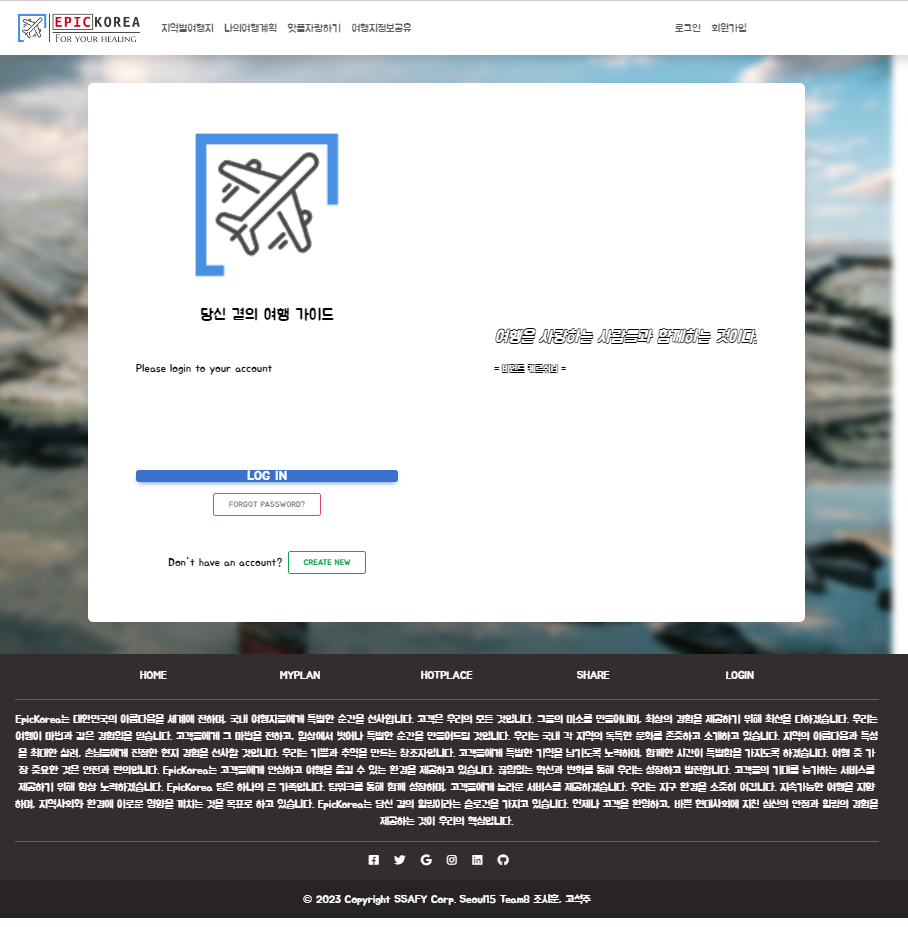 EPICKOREA
FOR YOUR HEALING
지역별여행지 나의여행계획 핫플자랑하기 여행지정보공유
로그인 회원가입
당신 곁의 여행 가이드
여행은 사랑하는 사람들과 함께하는 것이다.
Please login to your account
LOG IN
FORGOT PASSWORD?
Don't have an account? CREATE NEW
HOME MYPLAN HOTPLACE SHARE LOGIN
EpicKorea는 대한민국의 아름다움을 세계에 전하며, 국내 여행자들에게 특별한 순간을 선사합니다. 고객은 우리의 모든 것입니다. 그들의 미소를 만들어내며, 최상의 경험을 제공하기 위해 최선을 다하겠습니다. 우리는
여행이 마법과 같은 경험임을 믿습니다. 고객들에게 그 마법을 전하고, 일상에서 벗어나 특별한 순간을 만들어드릴 것입니다. 우리는 국내 각 지역의 독특한 문화를 존중하고 소개하고 있습니다. 지역의 아름다움과 특성
을 최대한 살려, 손님들에게 진정한 현지 경험을 선사할 것입니다. 우리는 기쁨과 추억을 만드는 창조자입니다. 고객들에게 특별한 기억을 남기도록 노력하며, 함께한 시간이 특별함을 가지도록 하겠습니다. 여행 중 가
장 중요한 것은 안전과 편의입니다. EpicKorea는 고객들에게 안심하고 여행을 즐길 수 있는 환경을 제공하고 있습니다. 끊임없는 혁신과 변화를 통해 우리는 성장하고 발전합니다. 고객들의 기대를 능가하는 서비스를
제공하기 위해 항상 노력하겠습니다. EpicKorea 팀은 하나의 큰 가족입니다. 팀워크를 통해 함께 성장하며, 고객들에게 놀라운 서비스를 제공하겠습니다. 우리는 지구 환경을 소중히 여깁니다. 지속가능한 여행을 지향
하며, 지역사회와 환경에 이로운 영향을 끼치는 것을 목표로 하고 있습니다. EpicKorea는 당신 곁의 힐링이라는 슬로건을 가지고 있습니다. 언제나 고객을 환영하고, 바쁜 현대사회에 지친 심신의 안정과 힐링의 경험을
제공하는 것이 우리의 핵심입니다.
© 2023 Copyright SSAFY Corp. Seoul15 Team8 조시훈, 고석주